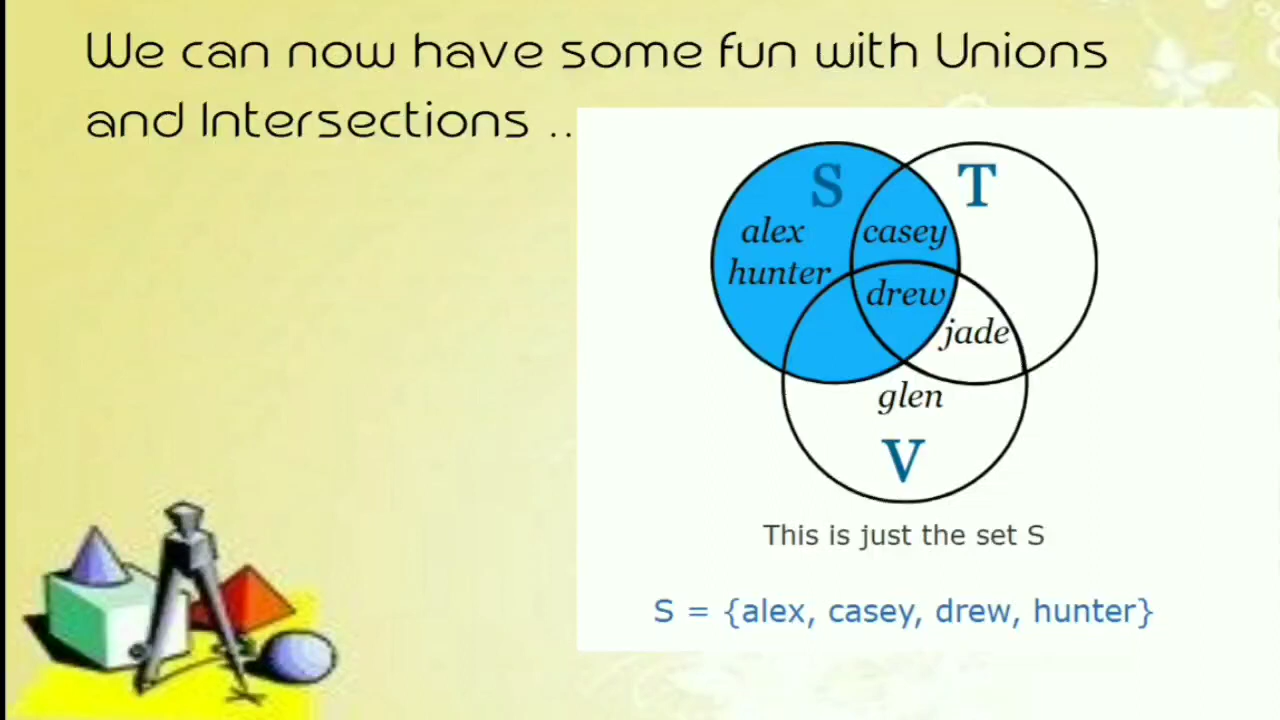 We can now have some fun with Unions
and Intersections ..
S
T
alex
casey
hunter
drew
jade
glen
V
This is just the set S
S = {alex, casey, drew, hunter}